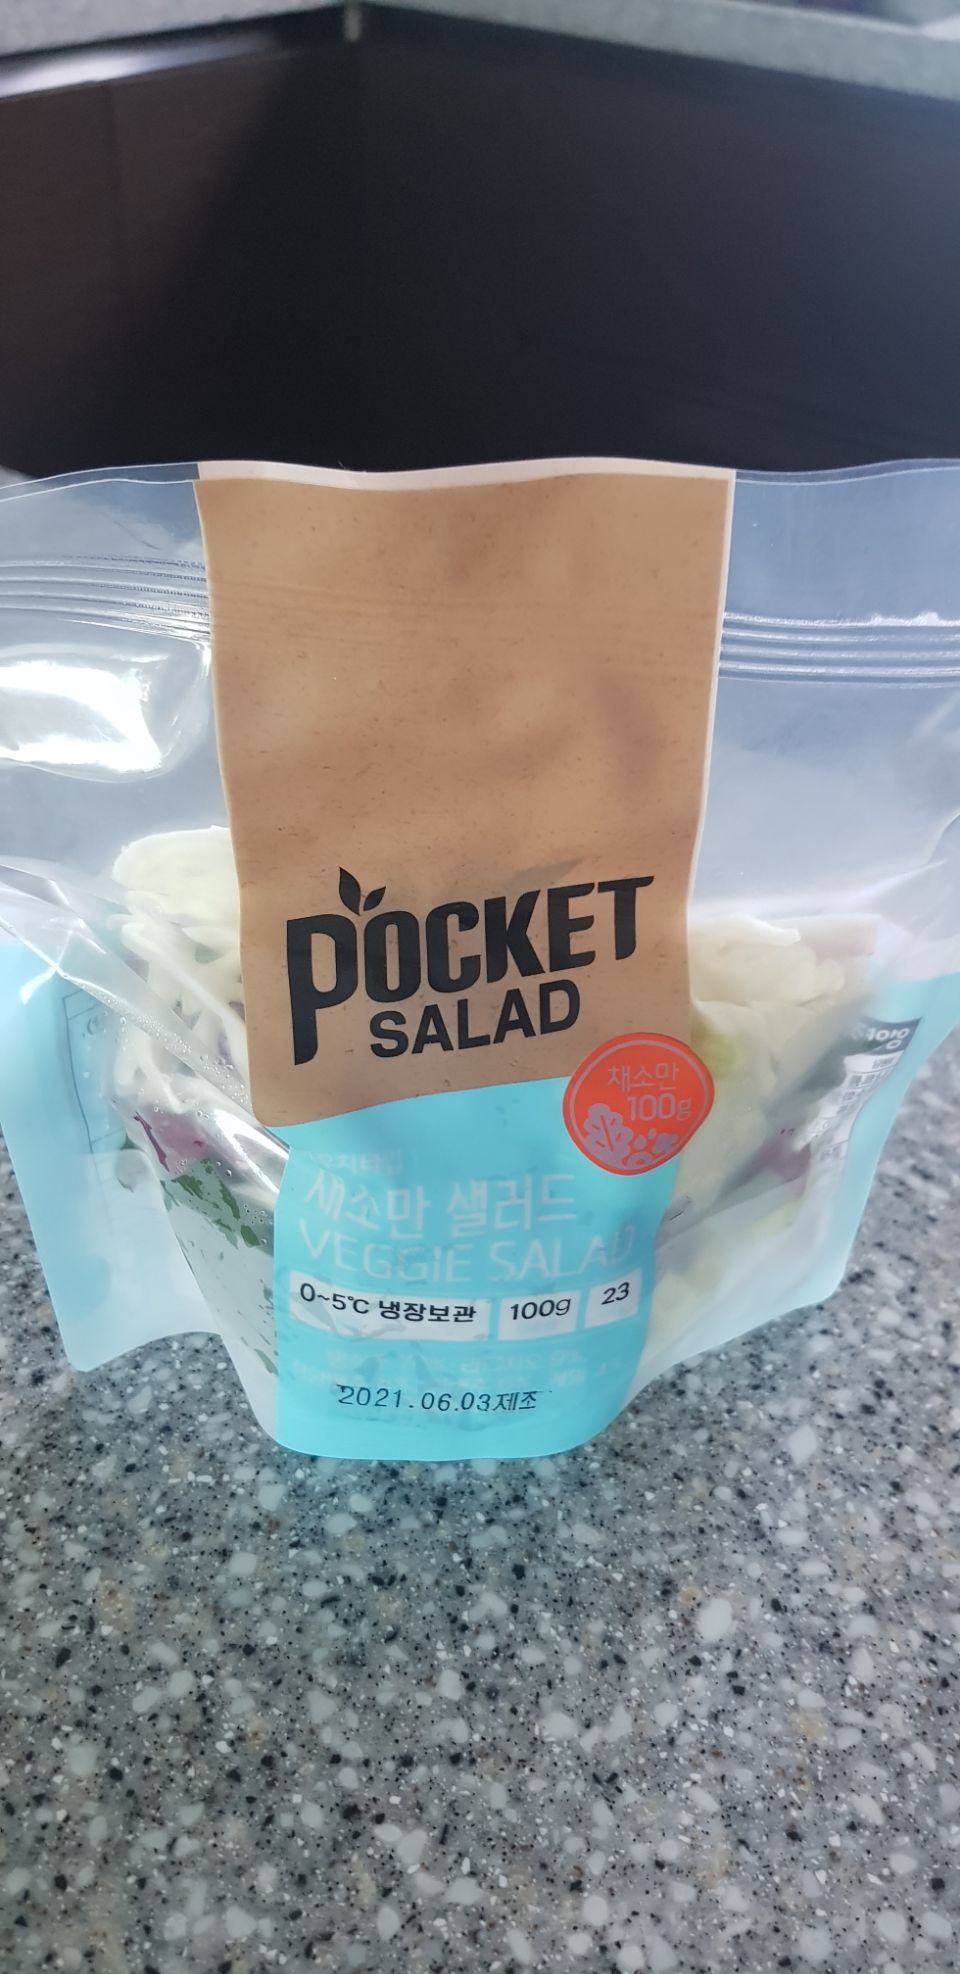 POCKET
SALAD
채소만
100g
채소만 샐러드
VEGGIE SALAD
0~5℃ 냉장보관 100g 23
2021.06.03제조